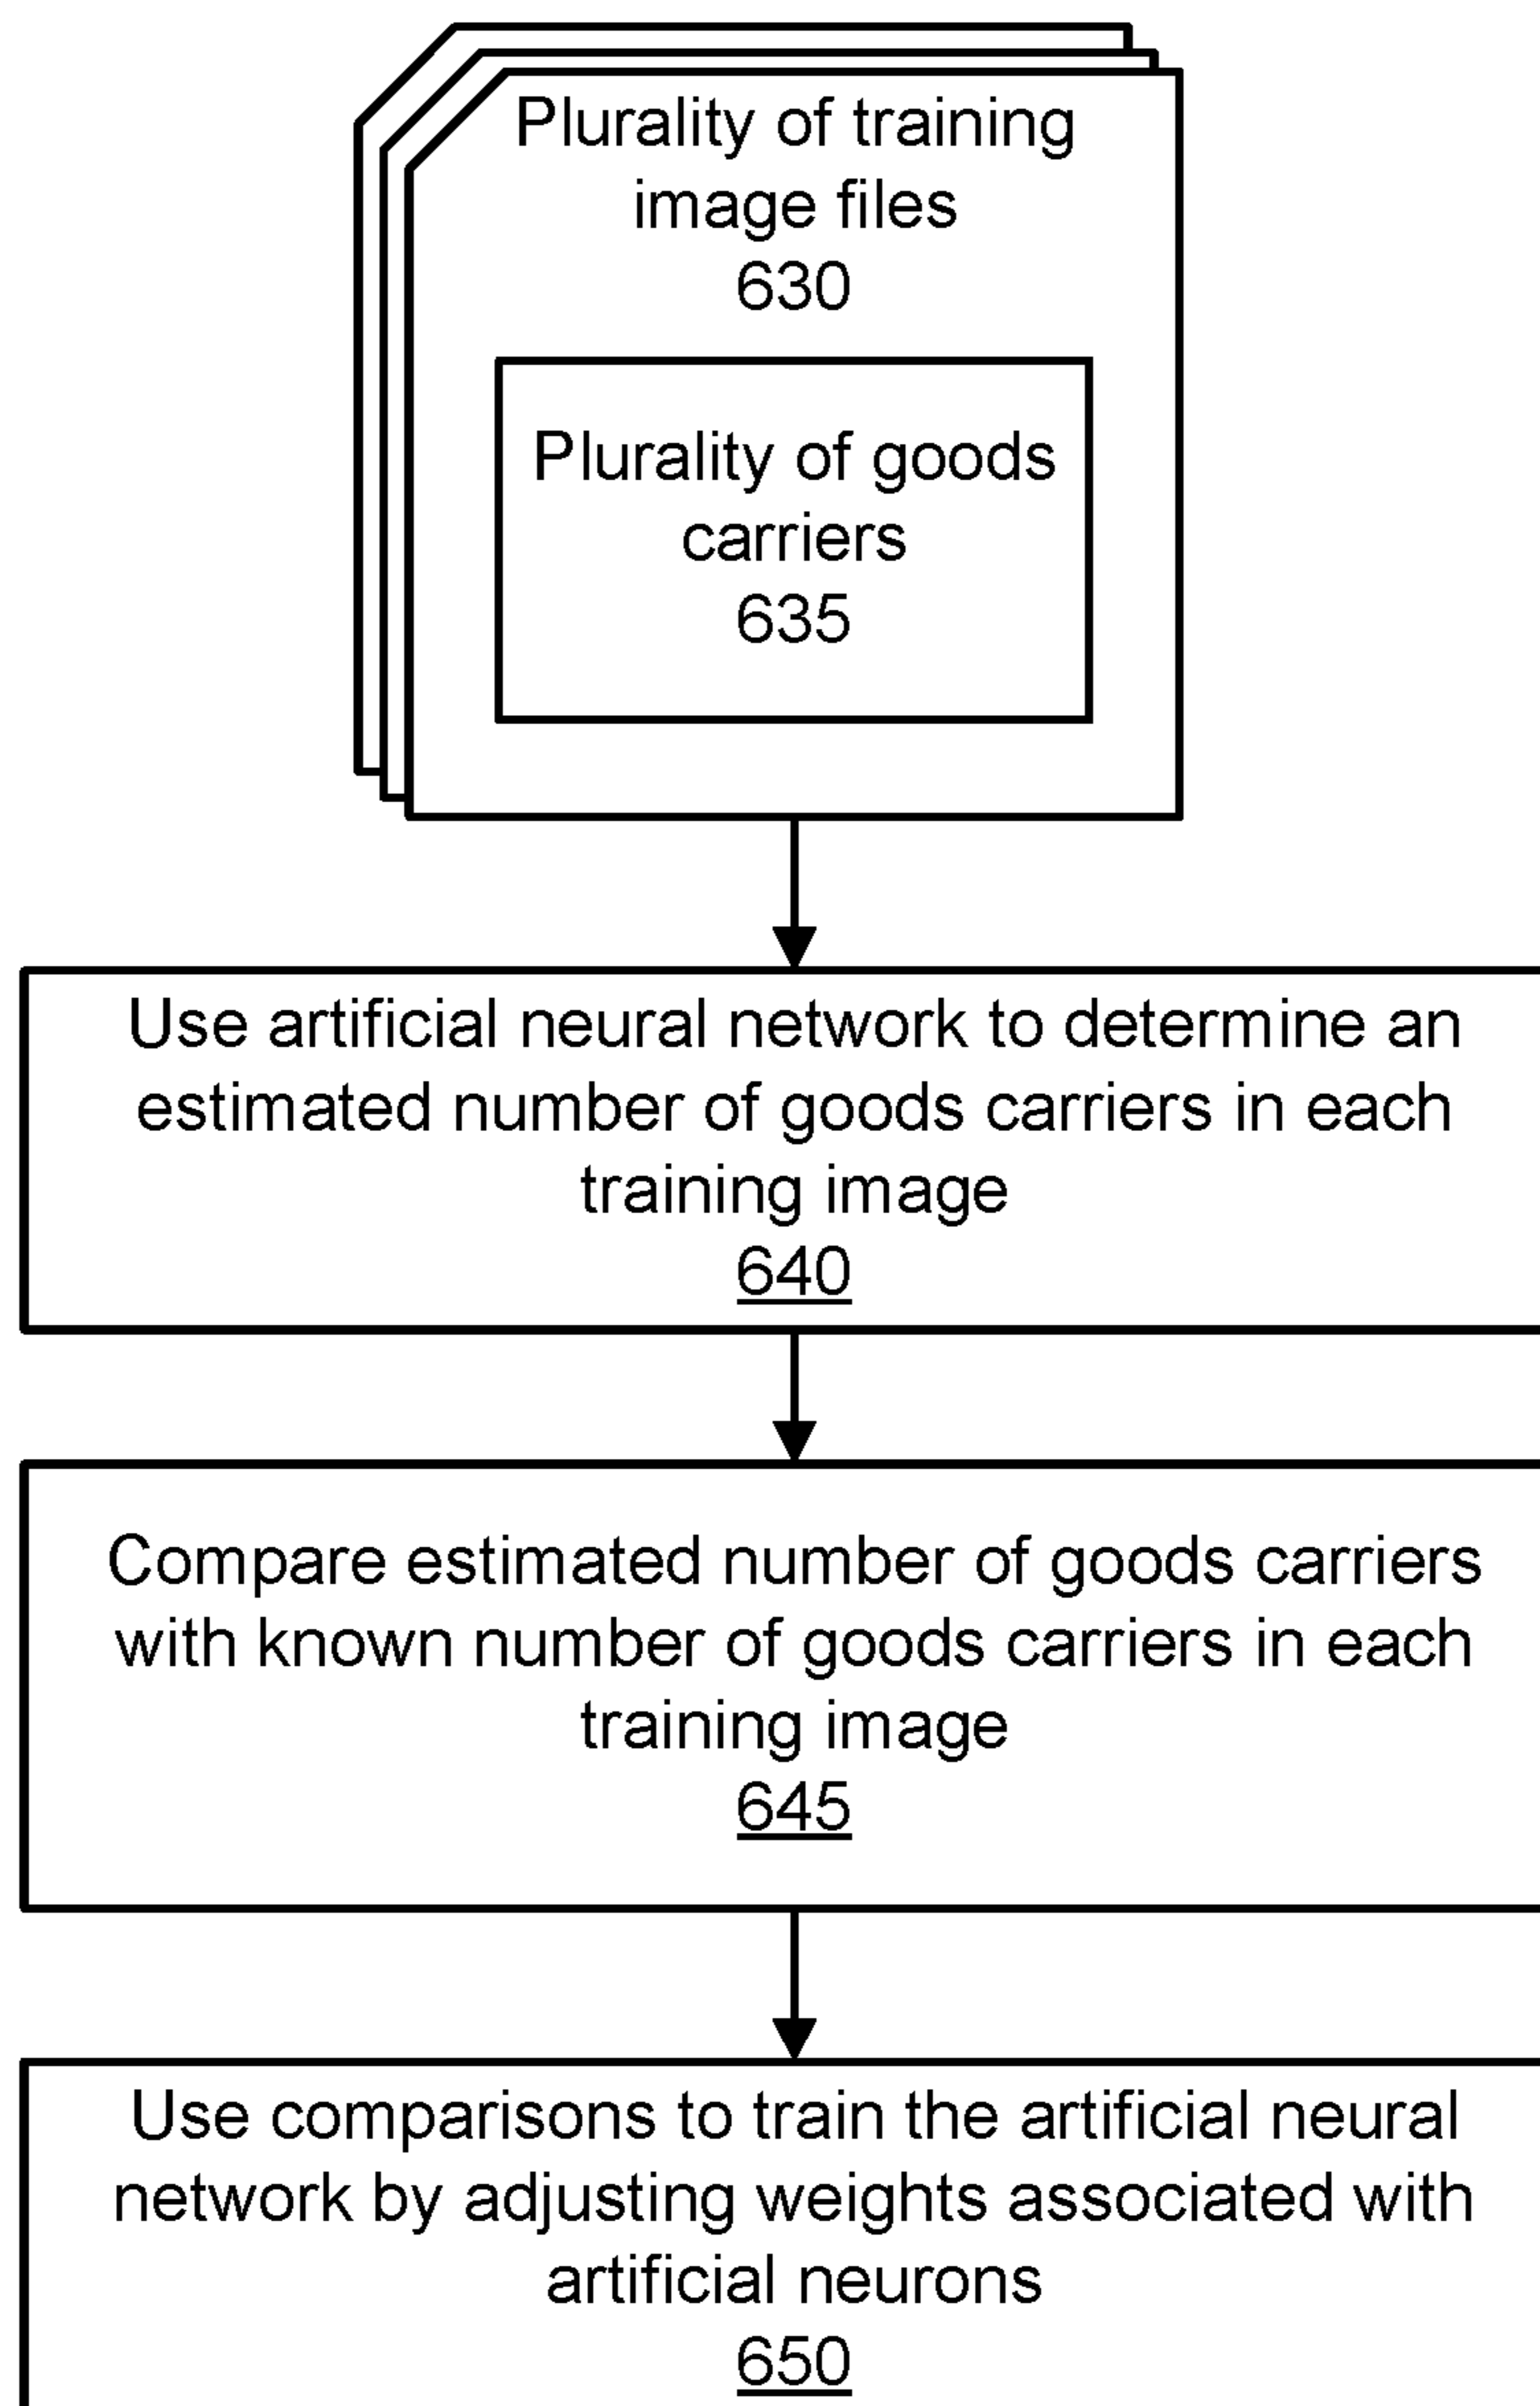 Plurality of training
image files
630
Plurality of goods
carriers
635
Use artificial neural network to determine an
estimated number of goods carriers in each
training image
640
Compare estimated number of goods carriers
with known number of goods carriers in each
training image
645
Use comparisons to train the artificial neural
network by adjusting weights associated with
artificial neurons
650